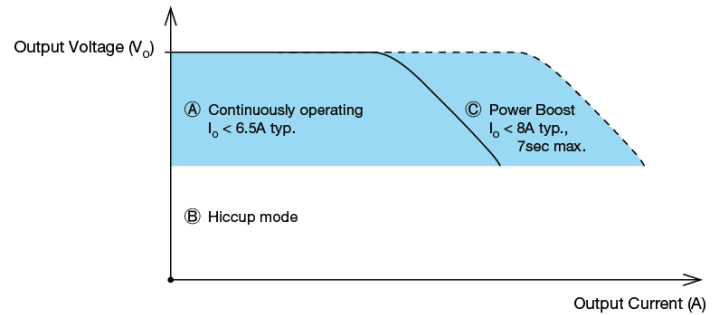 Output Voltage (Vo)
Ⓐ Continuously operating
Io < 6.5A typ.
Ⓒ Power Boost
Io < 8A typ.,
7sec max.
Ⓑ Hiccup mode
Output Current (A)